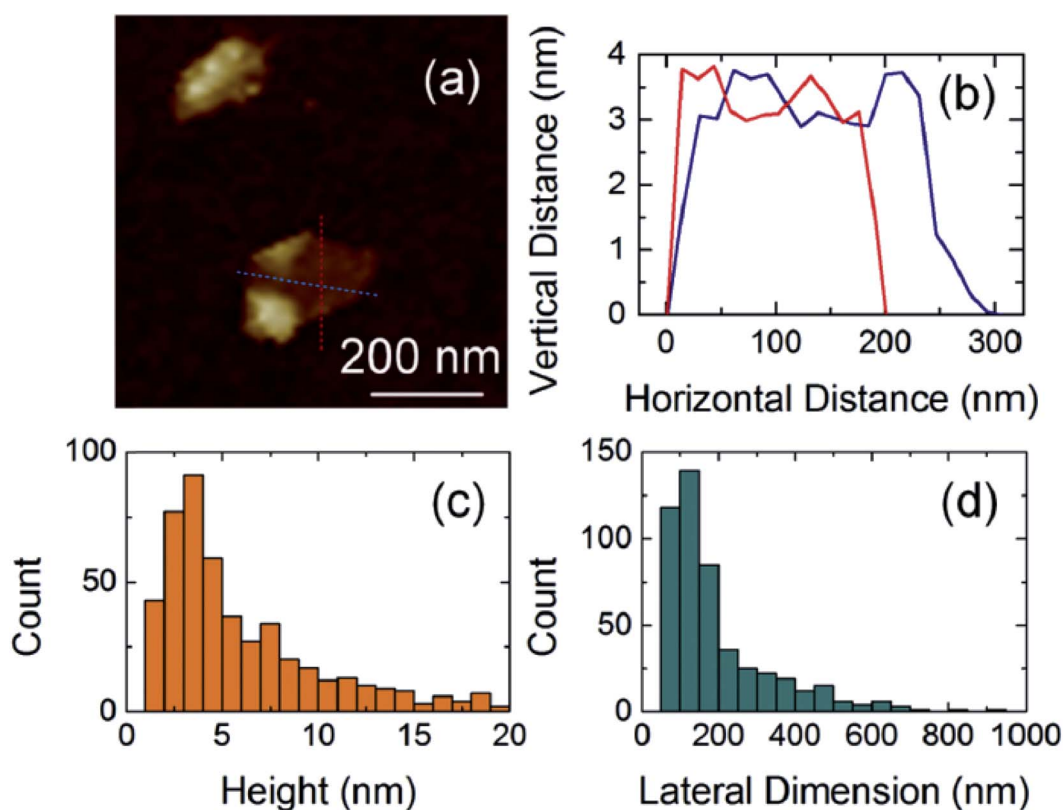 (a)
200 nm
Vertical Distance (nm)
4
3
2
1
0
(b)
0 100 200 300
Horizontal Distance (nm)
Count
100
50
0
(c)
0 5 10 15 20
Height (nm)
Count
150
100
50
0
(d)
0 200 400 600 800 1000
Lateral Dimension (nm)